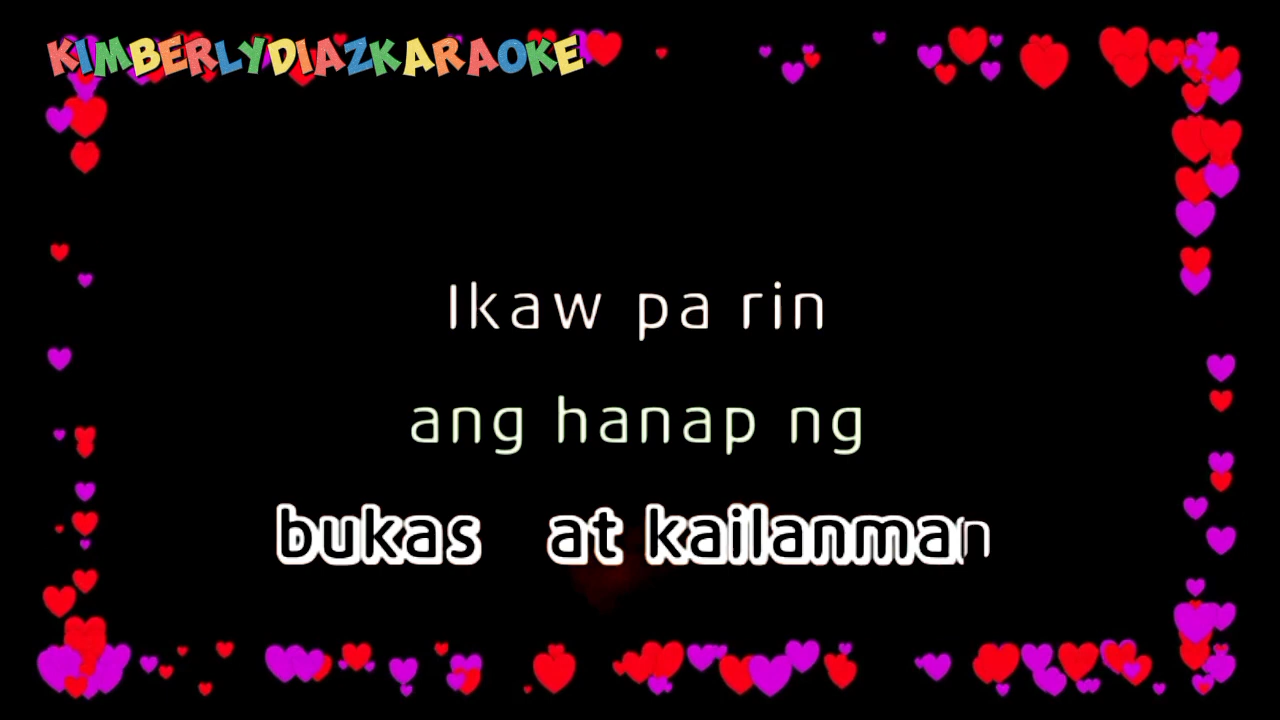 KIMBERLYDIAZKARAOKE
Ikaw pa rin
ang hanap ng
bukas at kailanman